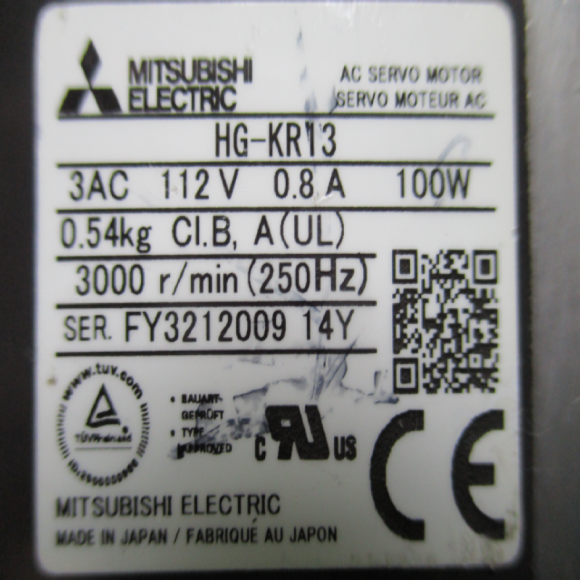 MITSUBISHI
ELECTRIC
AC SERVO MOTOR
SERVO MOTEUR AC
HG-KR13
3AC 112V 0.8A 100W
0.54kg CI.B, A(UL)
3000 r/min(250Hz)
SER. FY3212009 14Y
www.tuv.com
TÜVRheinland
• BAUART-
GEPRÜFT
• TYPE
APPROVED
C US
CE
MITSUBISHI ELECTRIC
MADE IN JAPAN / FABRIQUÉ AU JAPON